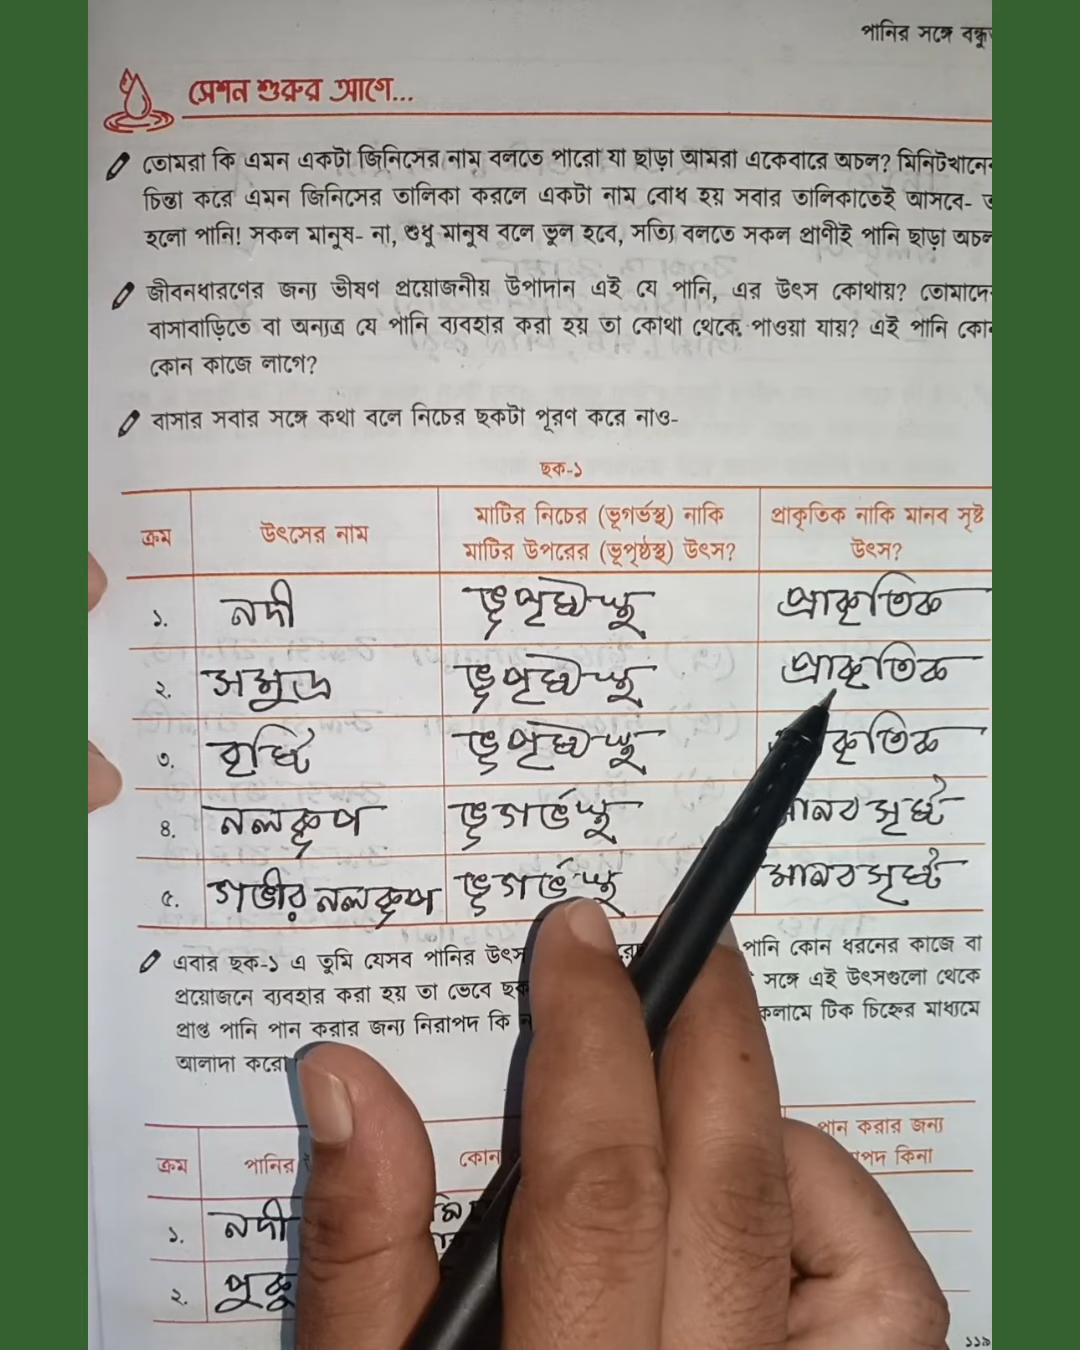 পানির সঙ্গে
সেশন শুরুর আগে...
তোমরা কি এমন একটা জিনিসের নাম বলতে পারো যা ছাড়া আমরা একেবারে অচল? মিনিটখানেক
চিন্তা করে এমন জিনিসের তালিকা করলে একটা নাম বোধ হয় সবার তালিকাতেই আসবে-
হলো পানি! সকল মানুষ- না, শুধু মানুষ বলে ভুল হবে, সত্যি বলতে সকল প্রাণীই পানি ছাড়া অচল
জীবনধারণের জন্য ভীষণ প্রয়োজনীয় উপাদান এই যে পানি, এর উৎস কোথায়? তোমাদের
বাসাবাড়িতে বা অন্যত্র যে পানি ব্যবহার করা হয় তা কোথা থেকে পাওয়া যায়? এই পানি কোন
কোন কাজে লাগে?
বাসার সবার সঙ্গে কথা বলে নিচের ছকটা পূরণ করে নাও-
ছক-১
ক্রম উৎসের নাম মাটির নিচের (ভূগর্ভস্থ) নাকি মাটির উপরের (ভূপৃষ্ঠস্থ) উৎস? প্রাকৃতিক নাকি মানব সৃষ্ট উৎস?
১. নদী ভূপৃষ্ঠস্থ প্রাকৃতিক
২. সমুদ্র ভূপৃষ্ঠস্থ প্রাকৃতিক
৩. বৃষ্টি ভূপৃষ্ঠস্থ প্রাকৃতিক
৪. নলকূপ ভূগর্ভস্থ মানব সৃষ্ট
৫. গভীর নলকূপ ভূগর্ভস্থ মানব সৃষ্ট
এবার ছক-১ এ তুমি যেসব পানির উৎস পানি কোন ধরনের কাজে বা
প্রয়োজনে ব্যবহার করা হয় তা ভেবে ছক সঙ্গে এই উৎসগুলো থেকে
প্রাপ্ত পানি পান করার জন্য নিরাপদ কি না কলামে টিক চিহ্নের মাধ্যমে
আলাদা করো
ক্রম পানির কোন পান করার জন্য
কিনা
১. নদী
২.
১১৯